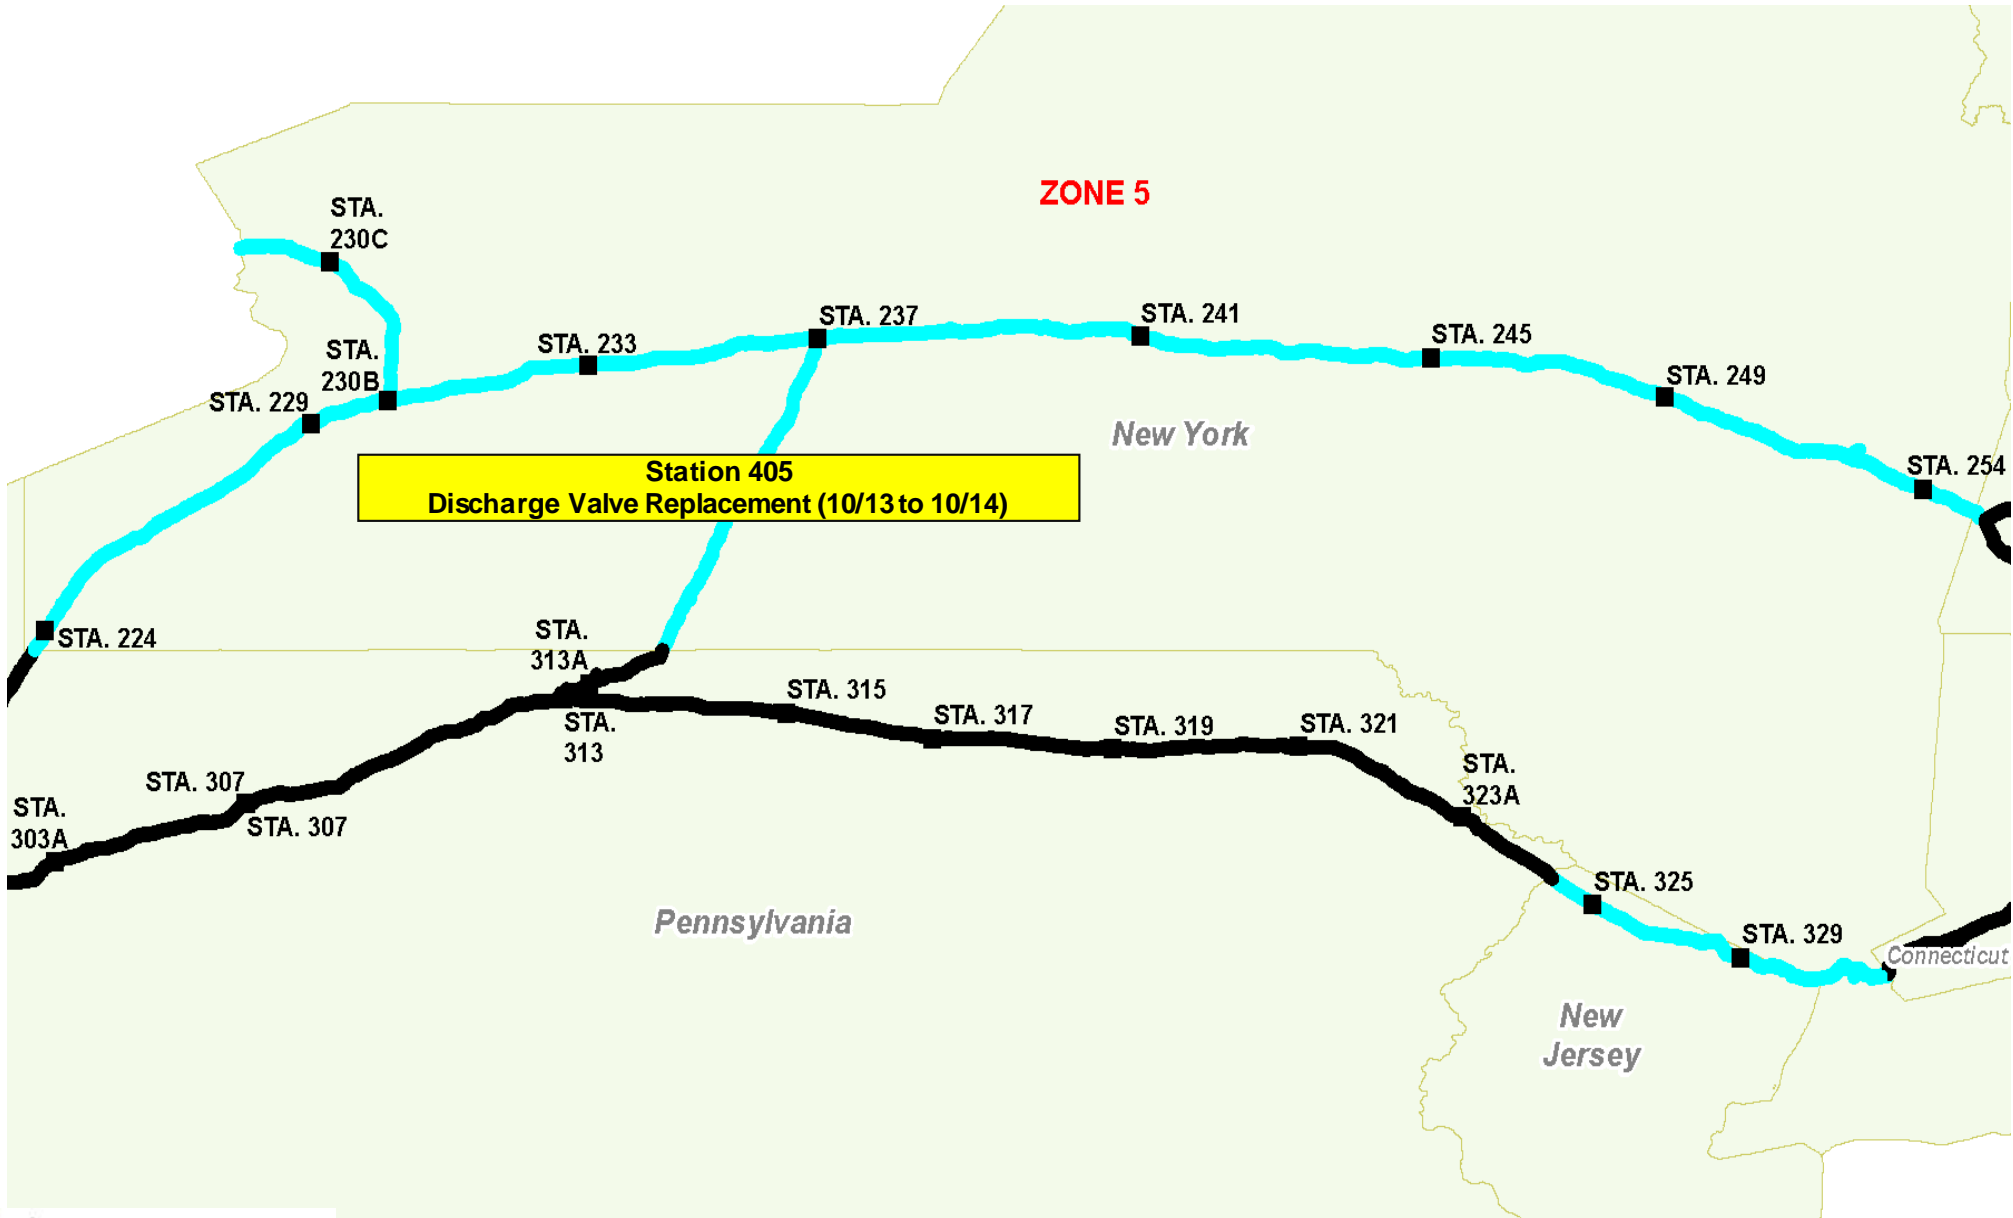 ZONE 5
STA.
230C
STA. 237
STA. 241
STA. 245
STA. 233
STA.
230B
STA. 229
STA. 249
New York
STA. 254
Station 405
Discharge Valve Replacement (10/13 to 10/14)
STA. 224
STA.
313A
STA. 315
STA.
313
STA. 317
STA. 319
STA. 321
STA.
323A
STA. 307
STA. 307
STA.
303A
STA. 325
Pennsylvania
STA. 329
Connecticut
New
Jersey